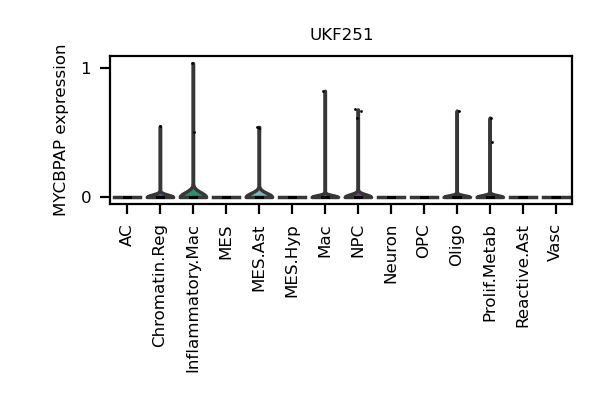 UKF251
MYCBPAP expression
1
0
AC
Chromatin.Reg
Inflammatory.Mac
MES
MES.Ast
MES.Hyp
Mac
NPC
Neuron
OPC
Oligo
Prolif.Metab
Reactive.Ast
Vasc